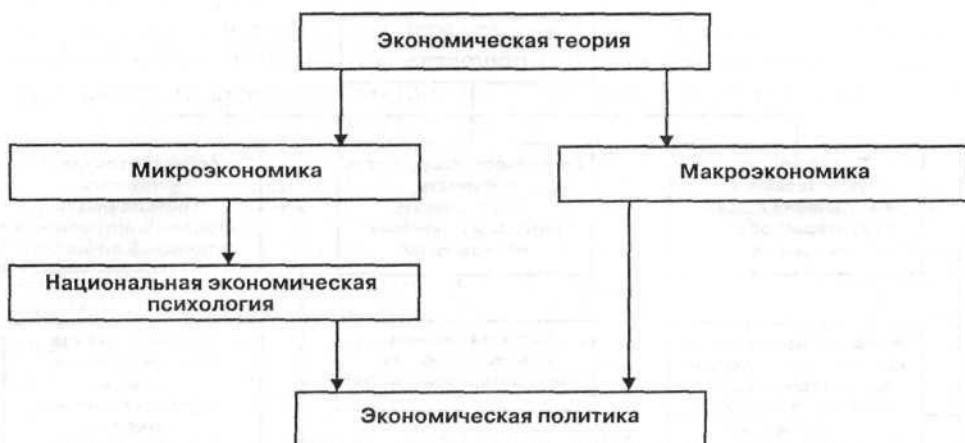 Экономическая теория
Микроэкономика
Макроэкономика
Национальная экономическая
психология
Экономическая политика